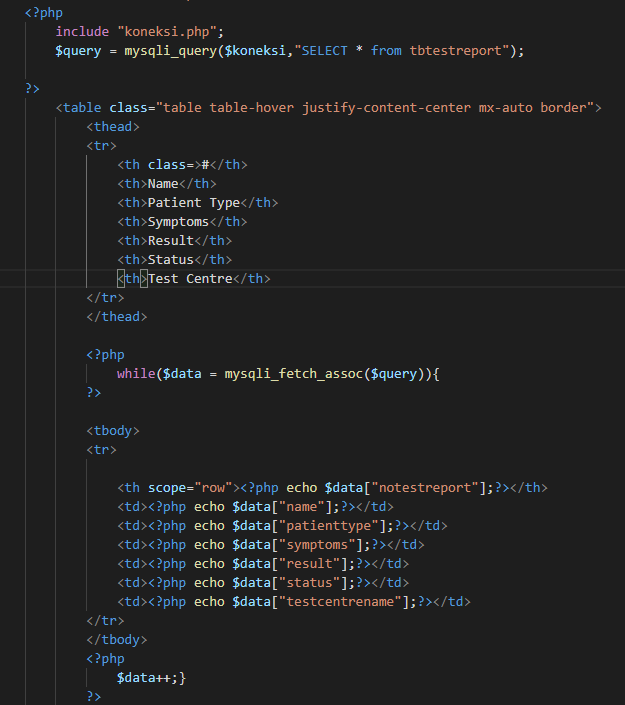 <?php
include "koneksi.php";
$query = mysqli_query($koneksi,"SELECT * from tbtestreport");
?>
<table class="table table-hover justify-content-center mx-auto border">
<thead>
<tr>
<th class=>#</th>
<th>Name</th>
<th>Patient Type</th>
<th>Symptoms</th>
<th>Result</th>
<th>Status</th>
<th>Test Centre</th>
</tr>
</thead>
<?php
while($data = mysqli_fetch_assoc($query)){
?>
<tbody>
<tr>
<th scope="row"><?php echo $data["notestreport"];?></th>
<td><?php echo $data["name"];?></td>
<td><?php echo $data["patienttype"];?></td>
<td><?php echo $data["symptoms"];?></td>
<td><?php echo $data["result"];?></td>
<td><?php echo $data["status"];?></td>
<td><?php echo $data["testcentrename"];?></td>
</tr>
</tbody>
<?php
$data++;}
?>